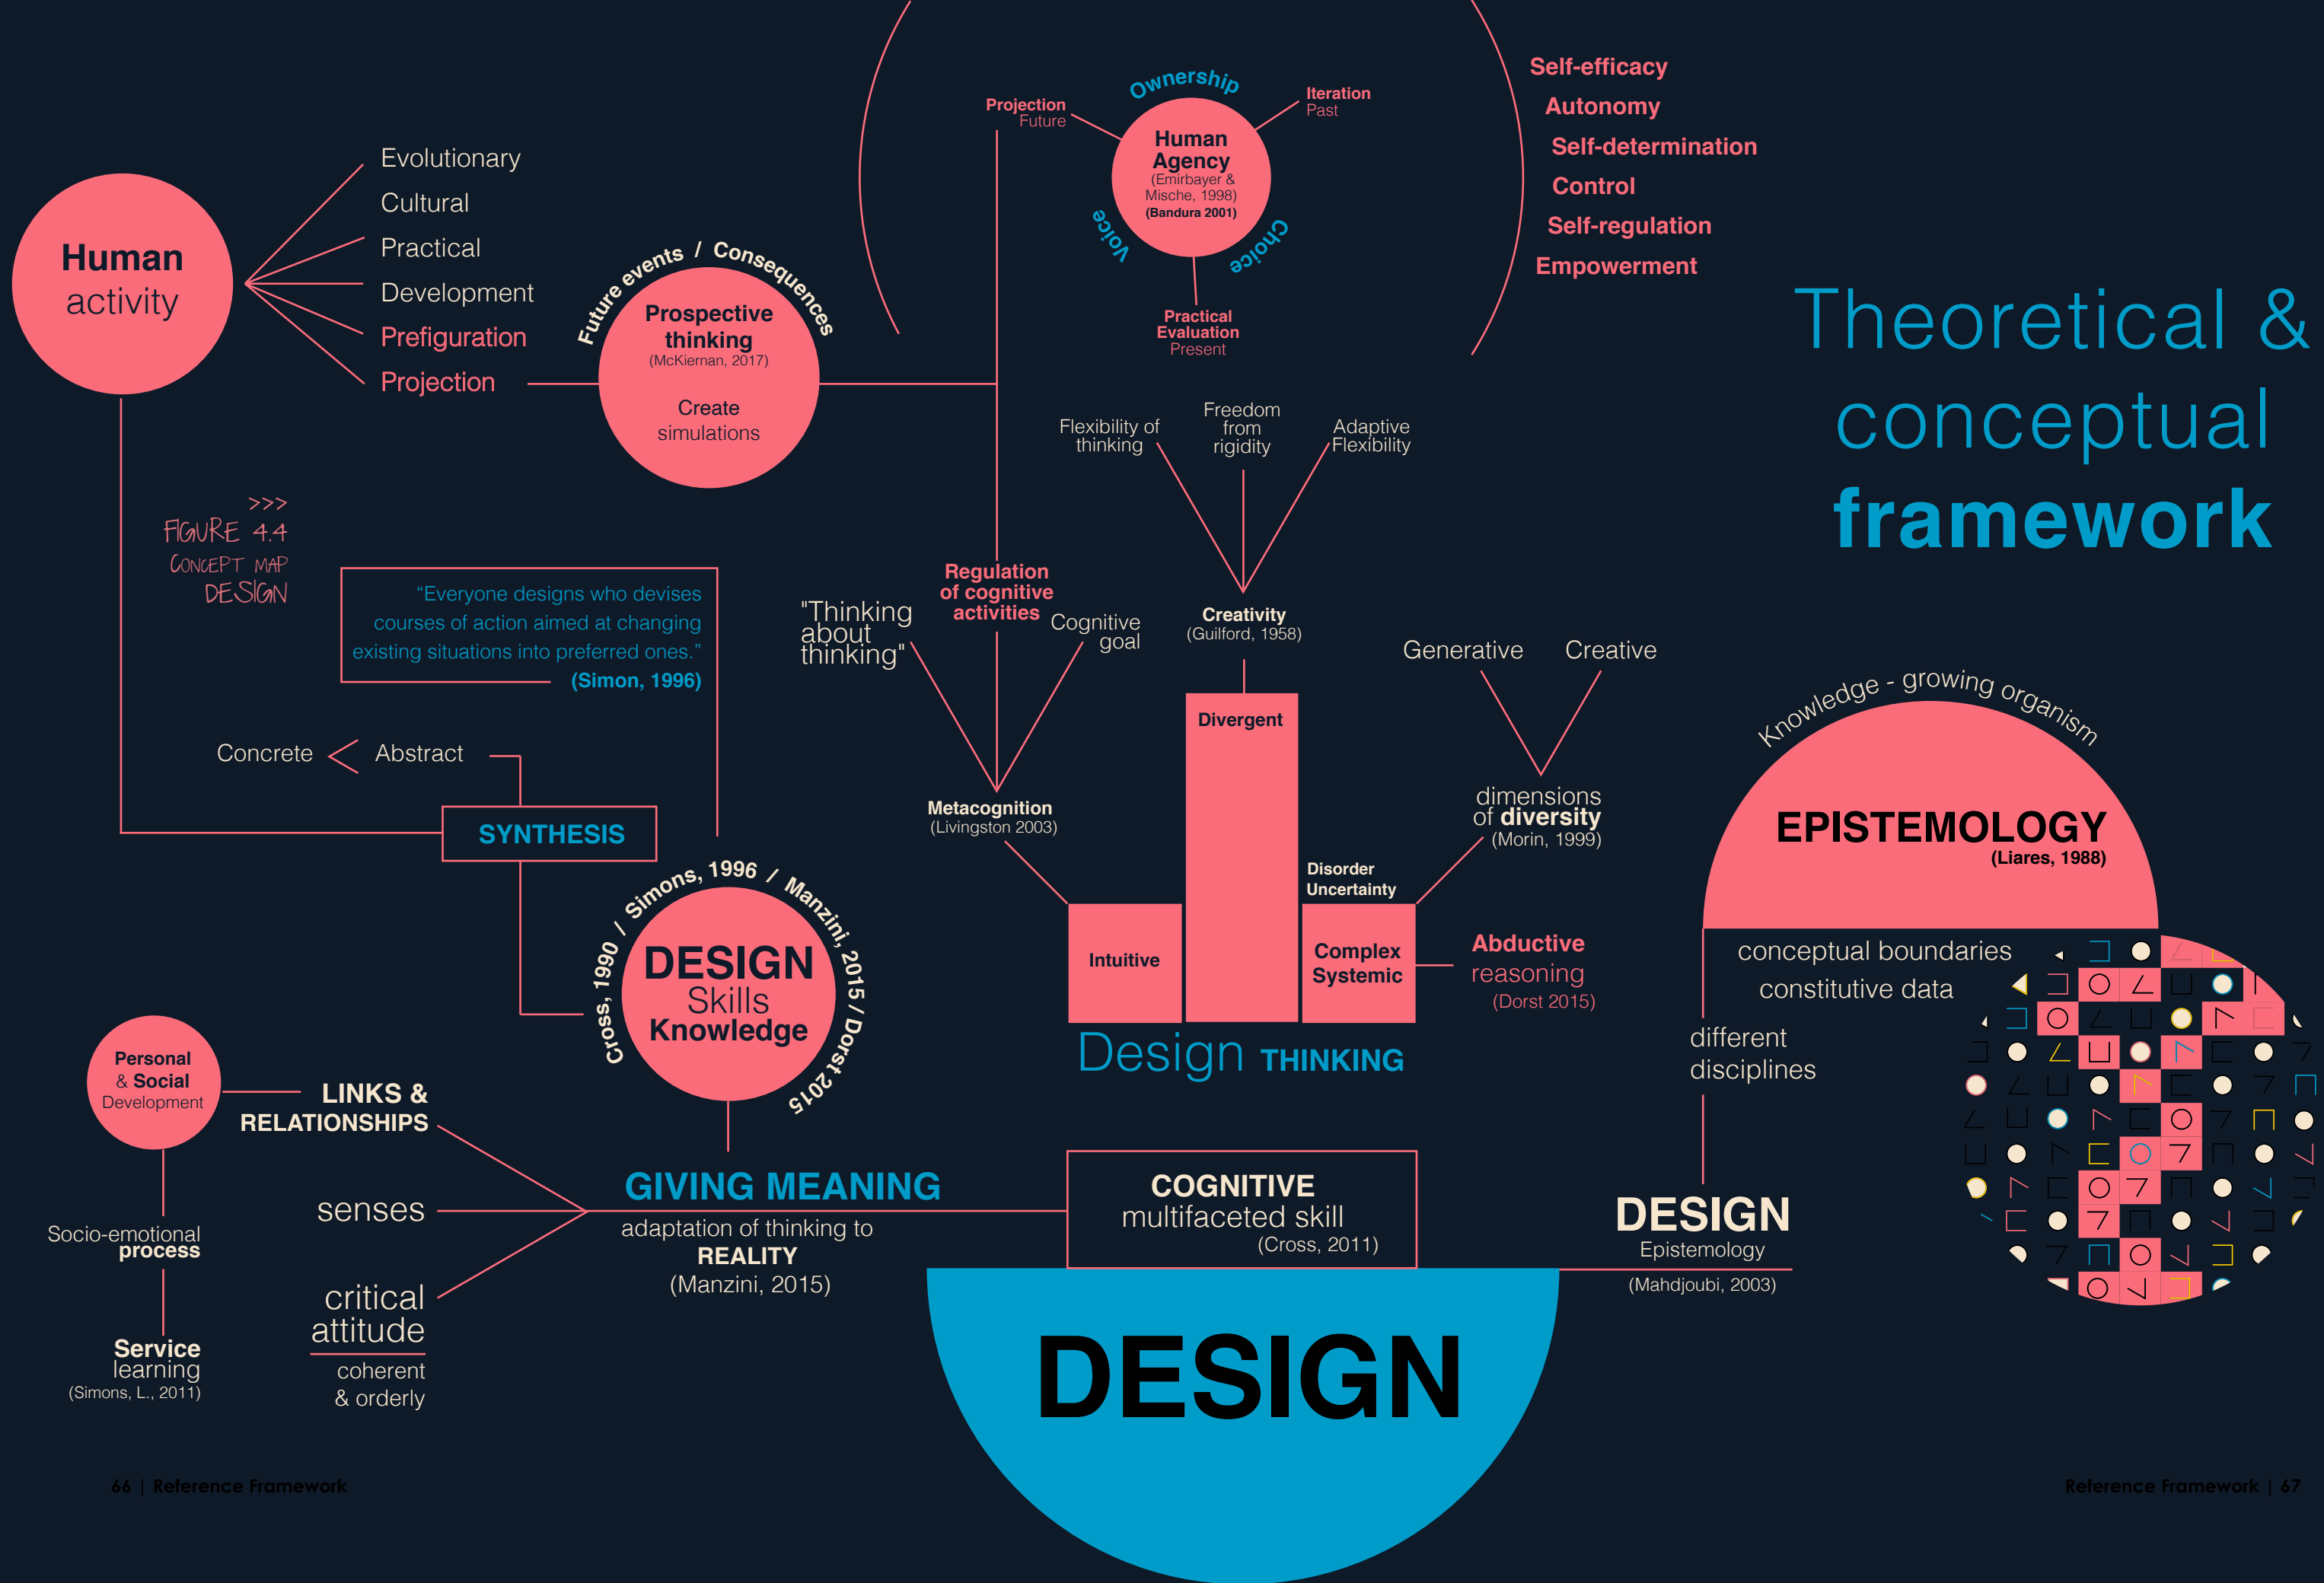 Theoretical &
conceptual
framework
Human
activity
Evolutionary
Cultural
Practical
Development
Prefiguration
Projection
Future events / Consequences
Prospective
thinking
(McKiernan, 2017)
Create
simulations
Projection
Future
Ownership
Iteration
Past
Human
Agency
(Emirbayer &
Mische, 1998)
(Bandura 2001)
Voice
Choice
Practical
Evaluation
Present
Self-efficacy
Autonomy
Self-determination
Control
Self-regulation
Empowerment
>>>
FIGURE 4.4
CONCEPT MAP
DESIGN
“Everyone designs who devises
courses of action aimed at changing
existing situations into preferred ones.”
(Simon, 1996)
Concrete
Abstract
SYNTHESIS
Flexibility of
thinking
Freedom
from
rigidity
Adaptive
Flexibility
Creativity
(Guilford, 1958)
"Thinking
about
thinking"
Regulation
of cognitive
activities
Cognitive
goal
Metacognition
(Livingston 2003)
Generative
Creative
dimensions
of diversity
(Morin, 1999)
Disorder
Uncertainty
Divergent
Intuitive
Complex
Systemic
Abductive
reasoning
(Dorst 2015)
Design THINKING
Cross, 1990 / Simons, 1996 / Manzini, 2015 / Dorst 2015
DESIGN
Skills
Knowledge
Knowledge - growing organism
EPISTEMOLOGY
(Liares, 1988)
conceptual boundaries
constitutive data
different
disciplines
DESIGN
Epistemology
(Mahdjoubi, 2003)
Personal
& Social
Development
LINKS &
RELATIONSHIPS
Socio-emotional
process
Service
learning
(Simons, L., 2011)
senses
critical
attitude
coherent
& orderly
GIVING MEANING
adaptation of thinking to
REALITY
(Manzini, 2015)
COGNITIVE
multifaceted skill
(Cross, 2011)
DESIGN
66 | Reference Framework
Reference Framework | 67